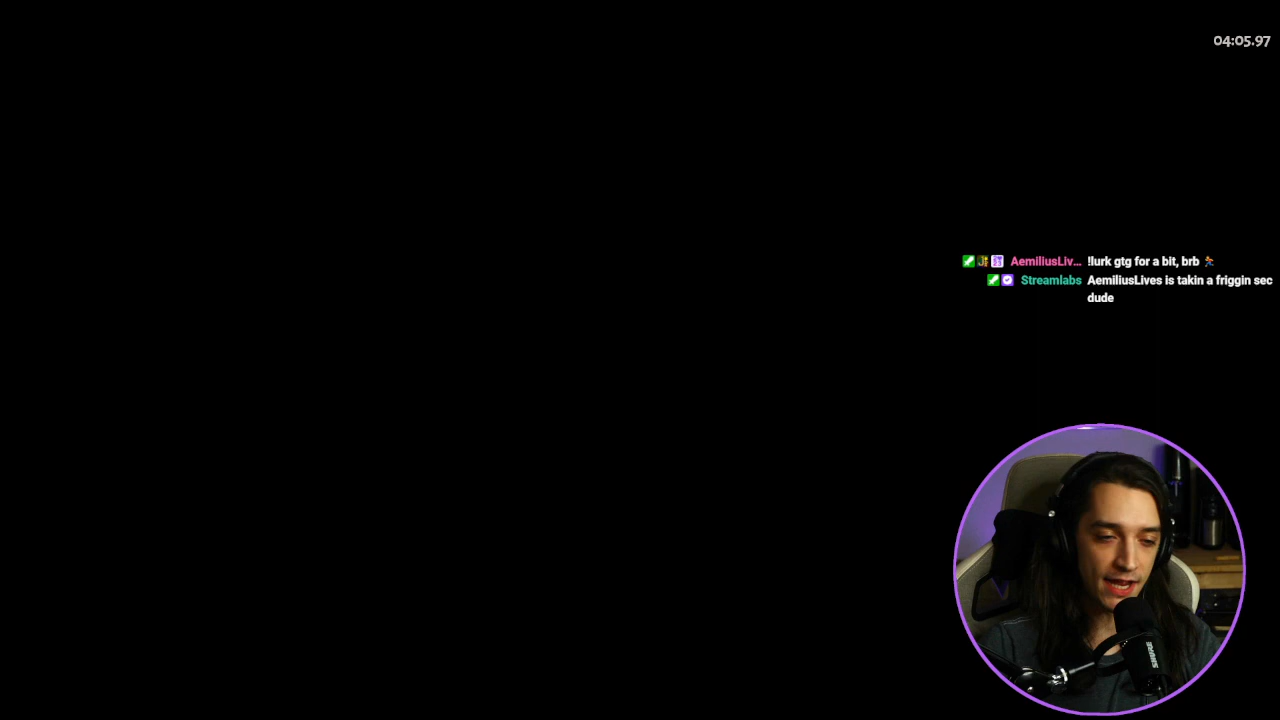 04:05.97
AemiliusLiv... !lurk gtg for a bit, brb
Streamlabs AemiliusLives is takin a friggin sec
dude